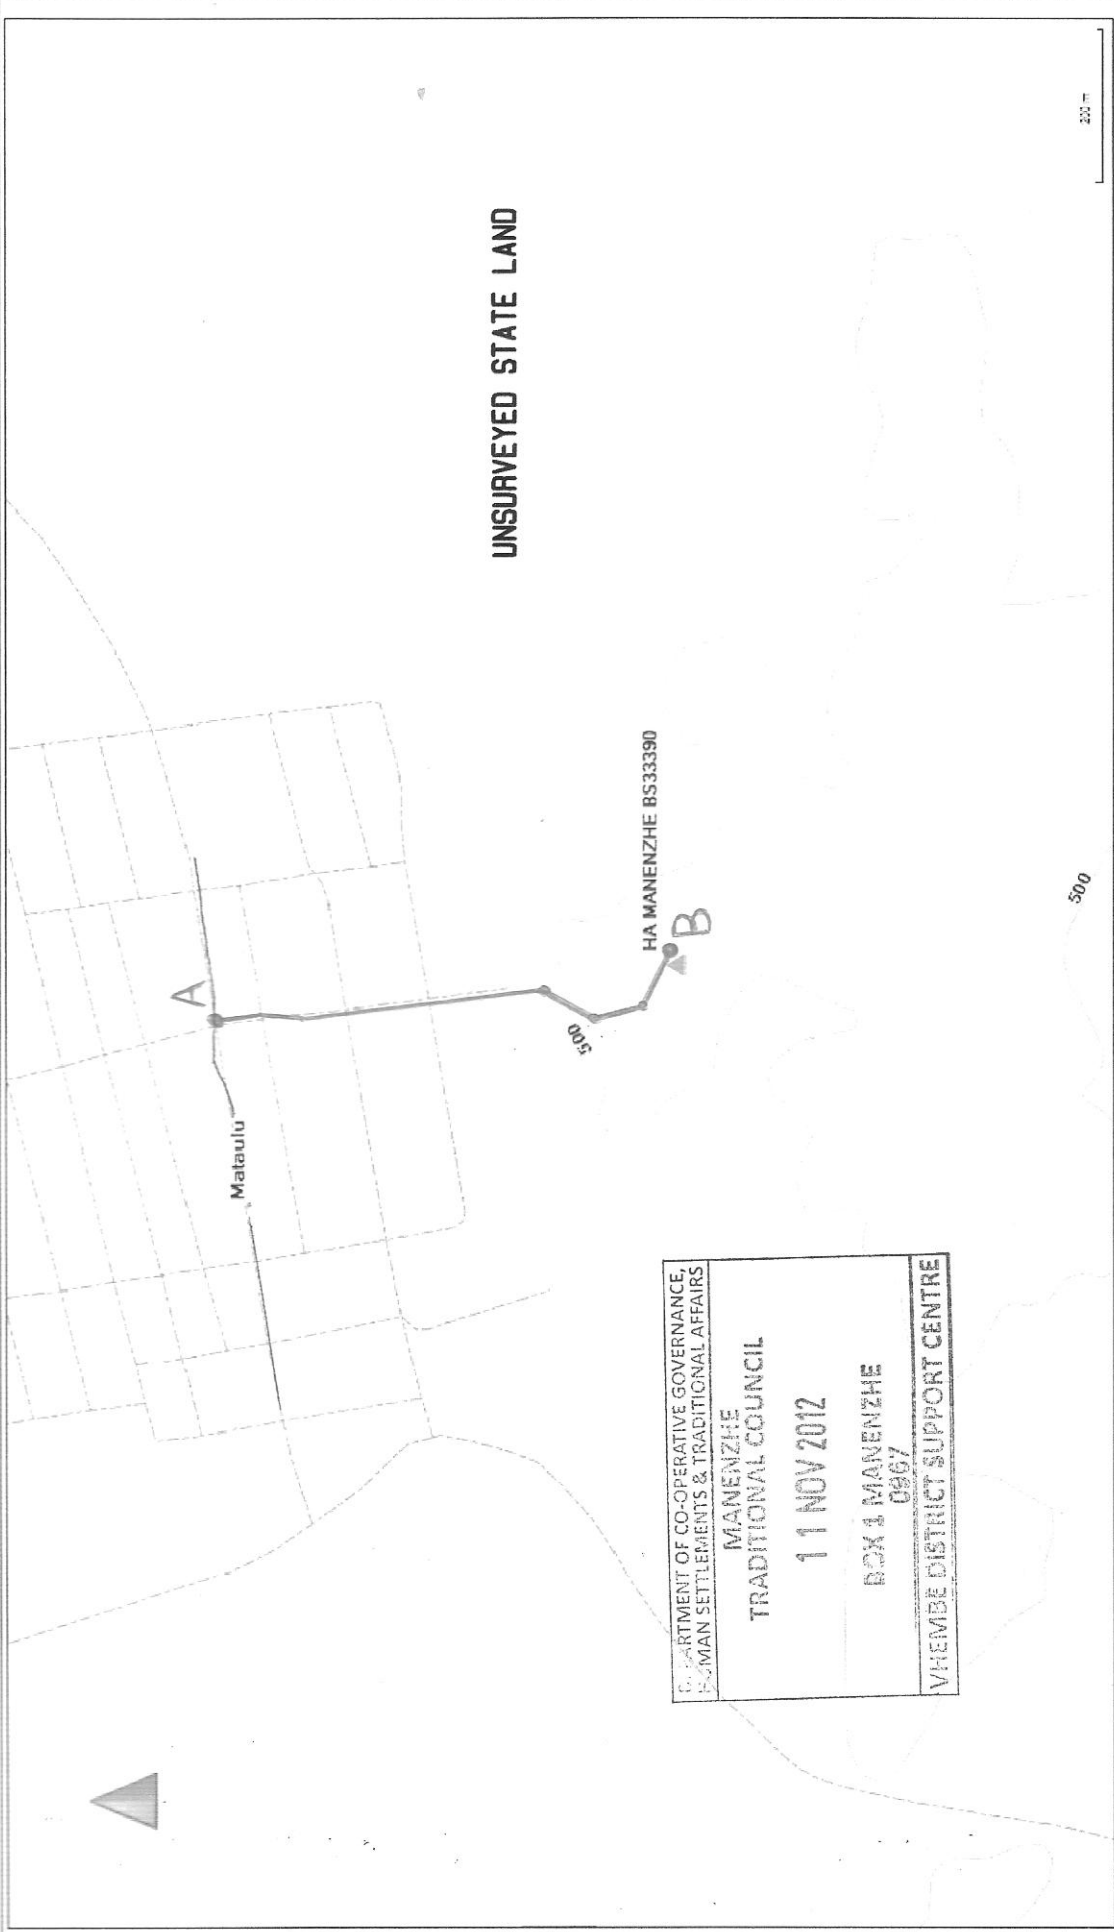 200 m
UNSURVEYED STATE LAND
A
Mataulu
HA MANENZHE BS33390
B
500
500
DEPARTMENT OF CO-OPERATIVE GOVERNANCE,
HUMAN SETTLEMENTS & TRADITIONAL AFFAIRS
MANENZHE
TRADITIONAL COUNCIL
11 NOV 2012
BOX 1 MANENZHE
0967
VHEMBE DISTRICT SUPPORT CENTRE